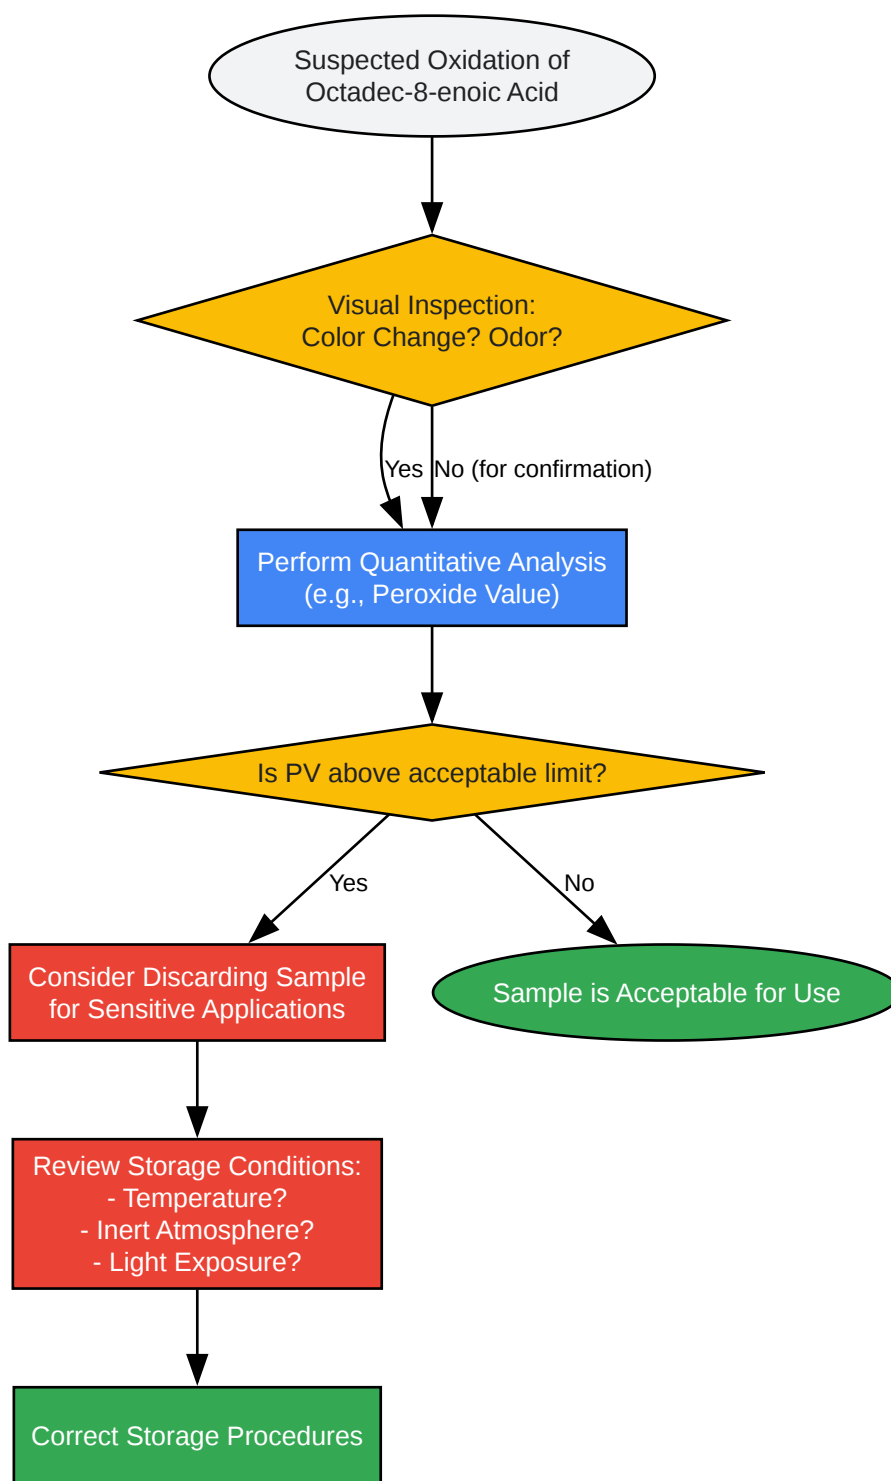 Suspected Oxidation of
Octadec-8-enoic Acid
Visual Inspection:
Color Change? Odor?
Yes
No (for confirmation)
Perform Quantitative Analysis
(e.g., Peroxide Value)
Is PV above acceptable limit?
Yes
No
Consider Discarding Sample
for Sensitive Applications
Sample is Acceptable for Use
Review Storage Conditions:
- Temperature?
- Inert Atmosphere?
- Light Exposure?
Correct Storage Procedures